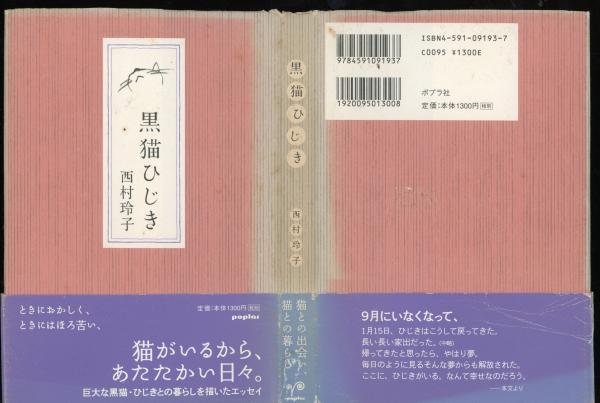 黒猫ひじき
西村玲子
ときにおかしく、
ときにはほろ苦い、
定価:本体1300円 税別
poplar
猫がいるから、
あたたかい日々。
巨大な黒猫・ひじきとの暮らしを描いたエッセイ
黒猫ひじき
西村玲子
猫との出会い、
猫との暮らし
poplar
9784591091937
1920095013008
ISBN4-591-09193-7
C0095 ¥1300E
ポプラ社
定価:本体1300円 税別
9月にいなくなって、
1月15日、ひじきはこうして戻ってきた。
長い長い家出だった。(中略)
帰ってきたと思ったら、やはり夢。
毎日のように見るそんな夢からも解放された。
ここに、ひじきがいる。なんて幸せなのだろう。
——本文より